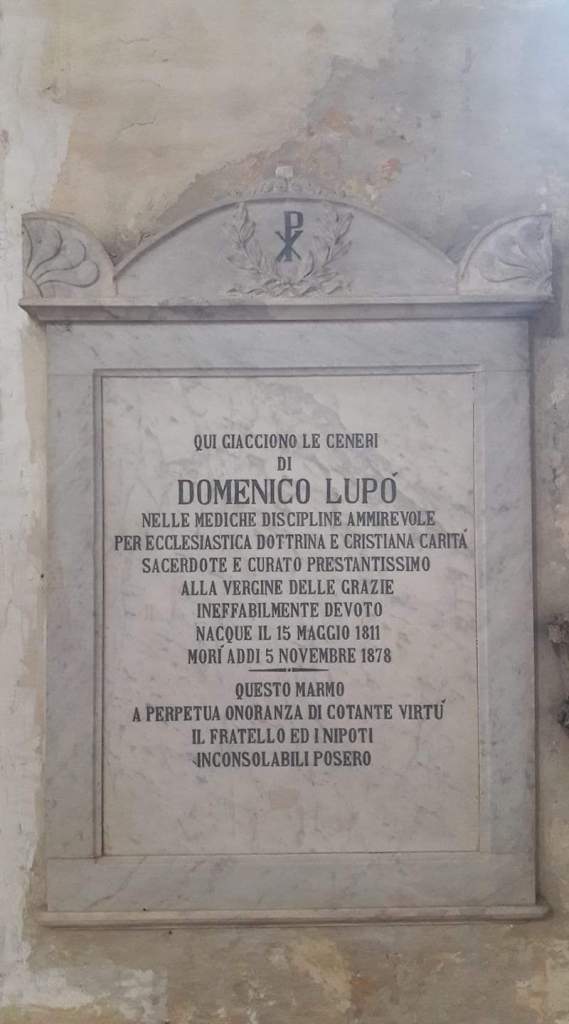 QUI GIACCIONO LE CENERI
DI
DOMENICO LUPÓ
NELLE MEDICHE DISCIPLINE AMMIREVOLE
PER ECCLESIASTICA DOTTRINA E CRISTIANA CARITÁ
SACERDOTE E CURATO PRESTANTISSIMO
ALLA VERGINE DELLE GRAZIE
INEFFABILMENTE DEVOTO
NACQUE IL 15 MAGGIO 1811
MORÍ ADDI 5 NOVEMBRE 1878
QUESTO MARMO
A PERPETUA ONORANZA DI COTANTE VIRTÚ
IL FRATELLO ED I NIPOTI
INCONSOLABILI POSERO